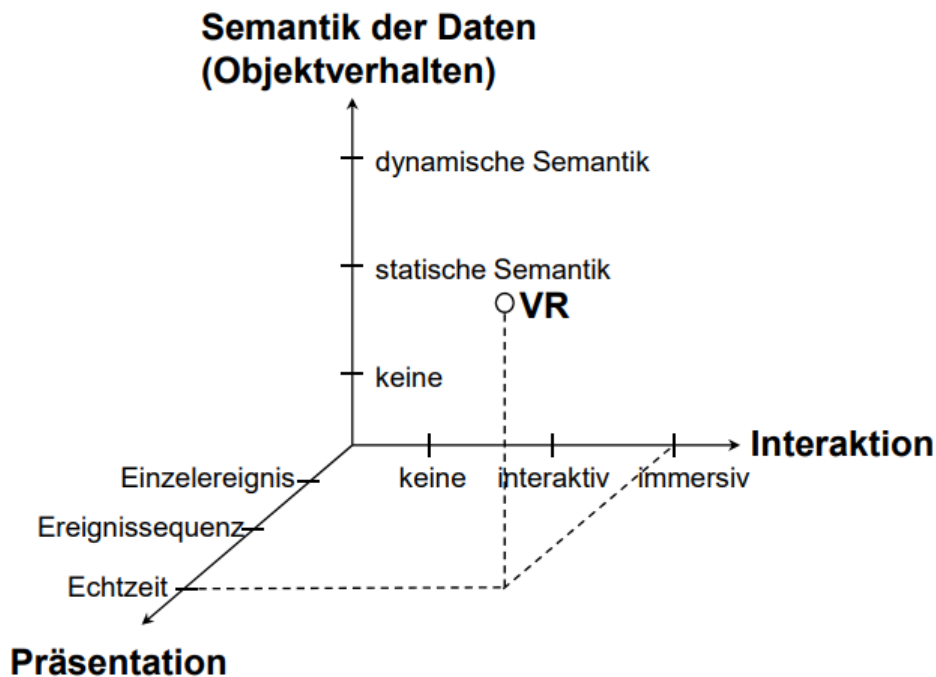 Semantik der Daten
(Objektverhalten)
dynamische Semantik
statische Semantik
VR
keine
Interaktion
Einzelereignis
keine
interaktiv
immersiv
Ereignissequenz
Echtzeit
Präsentation